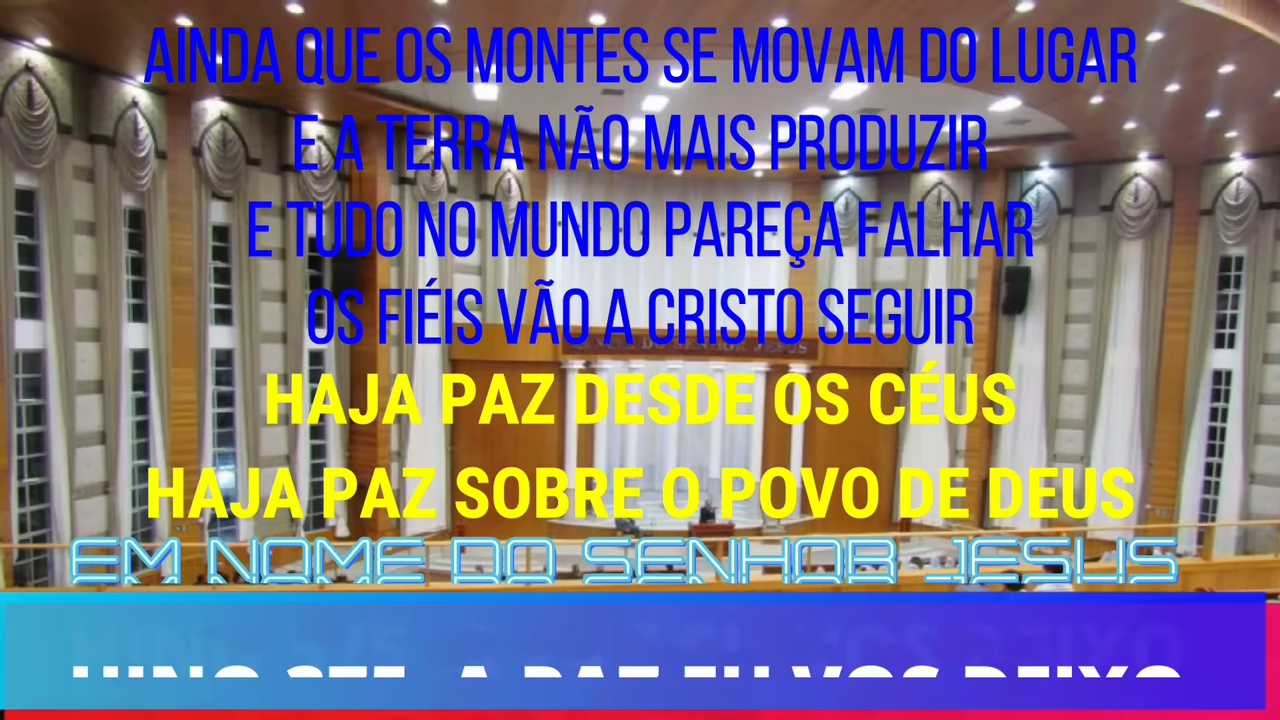 AINDA QUE OS MONTES SE MOVAM DO LUGAR
E A TERRA NÃO MAIS PRODUZIR
E TUDO NO MUNDO PAREÇA FALHAR
OS FIÉIS VÃO A CRISTO SEGUIR
HAJA PAZ DESDE OS CÉUS
HAJA PAZ SOBRE O POVO DE DEUS
EM NOME DO SENHOR JESUS